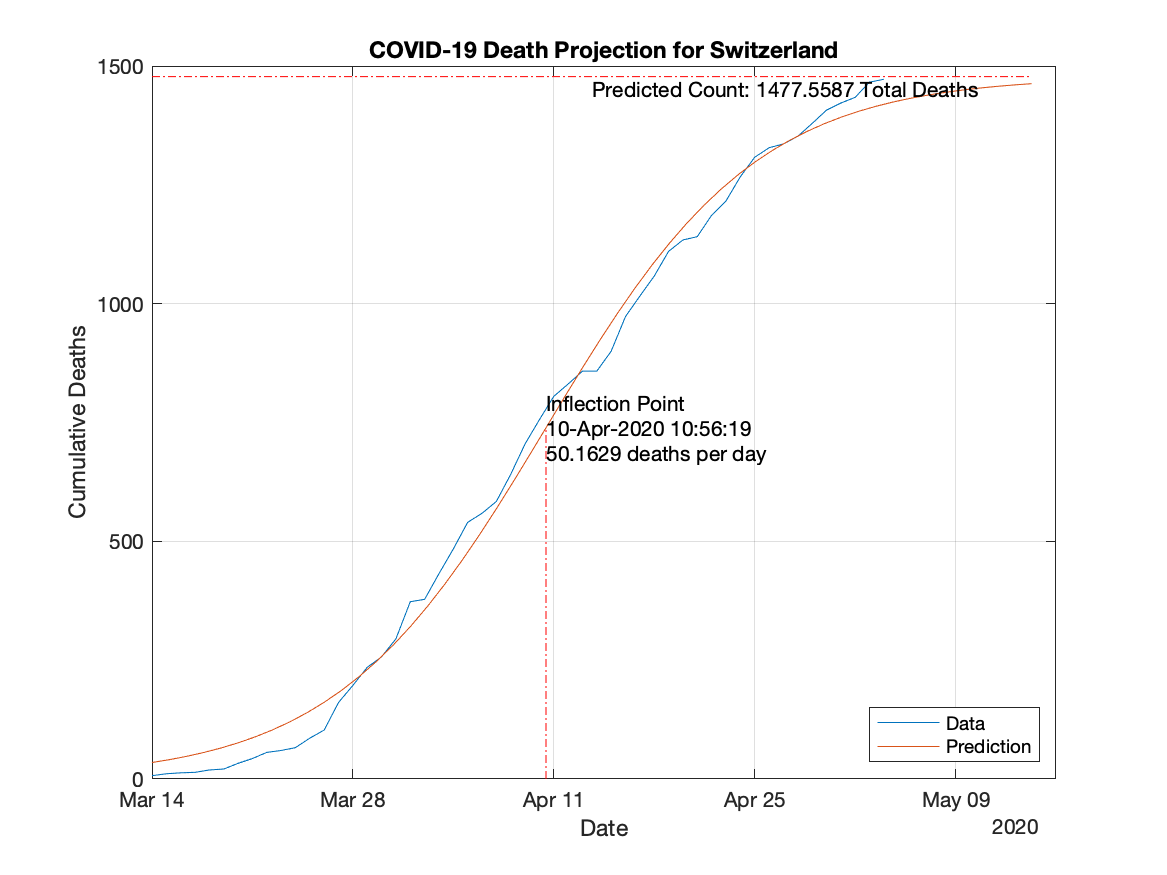 COVID-19 Death Projection for Switzerland
1500
Predicted Count: 1477.5587 Total Deaths
1000
Cumulative Deaths
Inflection Point
10-Apr-2020 10:56:19
50.1629 deaths per day
500
Data
Prediction
0
Mar 14
Mar 28
Apr 11
Apr 25
May 09
Date
2020